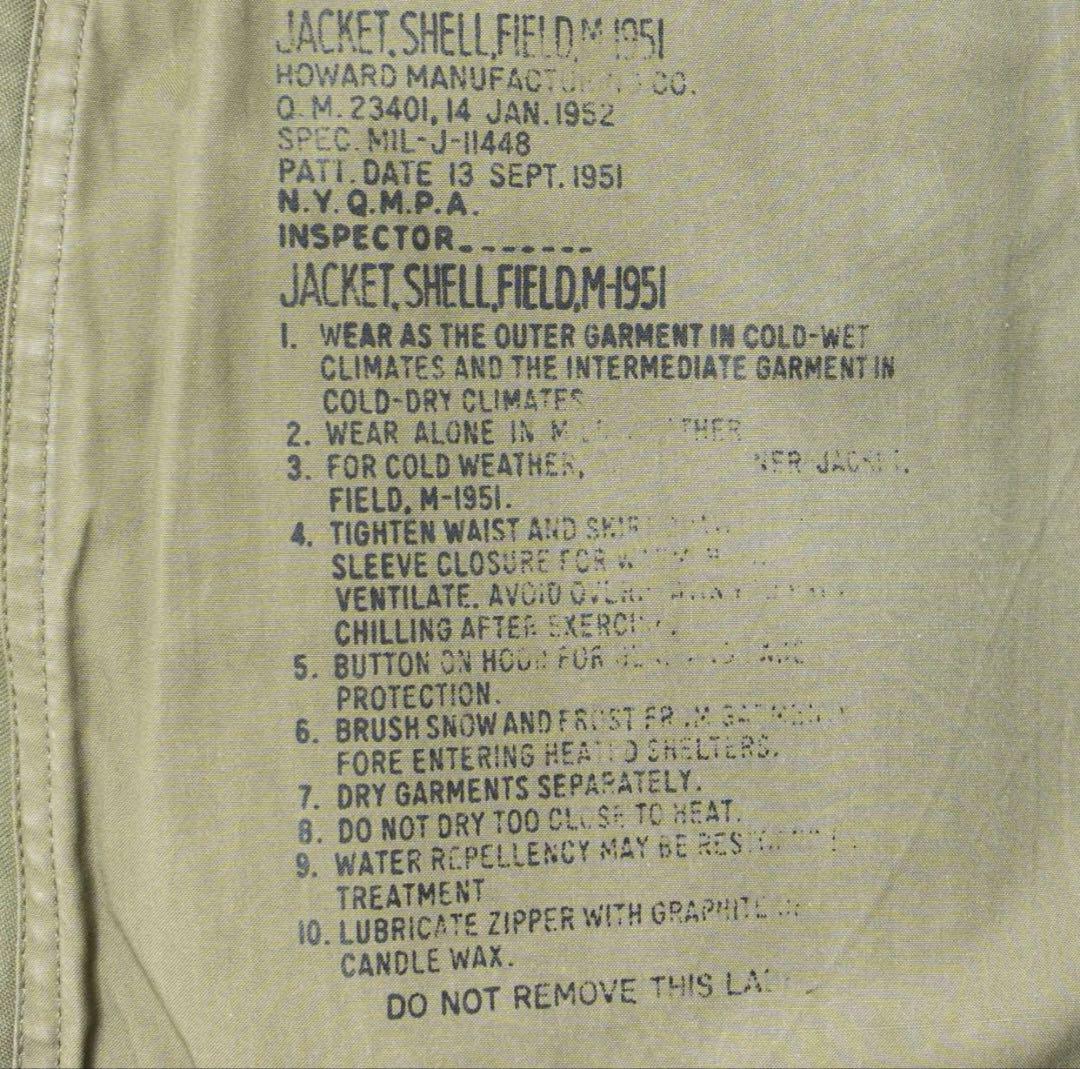 JACKET, SHELL, FIELD, M-1951
HOWARD MANUFACTURING CO.
Q.M. 23401, 14 JAN. 1952
SPEC. MIL-J-11448
PATT. DATE 13 SEPT. 1951
N.Y. Q.M.P.A.
INSPECTOR_______
JACKET, SHELL, FIELD, M-1951
1. WEAR AS THE OUTER GARMENT IN COLD-WET
CLIMATES AND THE INTERMEDIATE GARMENT IN
COLD-DRY CLIMATES
2. WEAR ALONE IN
3. FOR COLD WEATHER, JACKET,
FIELD, M-1951.
4. TIGHTEN WAIST AND
SLEEVE CLOSURE FOR
VENTILATE. AVOID
CHILLING AFTER EXERCISE.
5. BUTTON ON HOOD FOR
PROTECTION.
6. BRUSH SNOW AND FROST FROM
FORE ENTERING HEATED SHELTERS.
7. DRY GARMENTS SEPARATELY.
8. DO NOT DRY TOO CLOSE TO HEAT.
9. WATER REPELLENCY MAY BE
TREATMENT
10. LUBRICATE ZIPPER WITH GRAPHITE
CANDLE WAX.
DO NOT REMOVE THIS